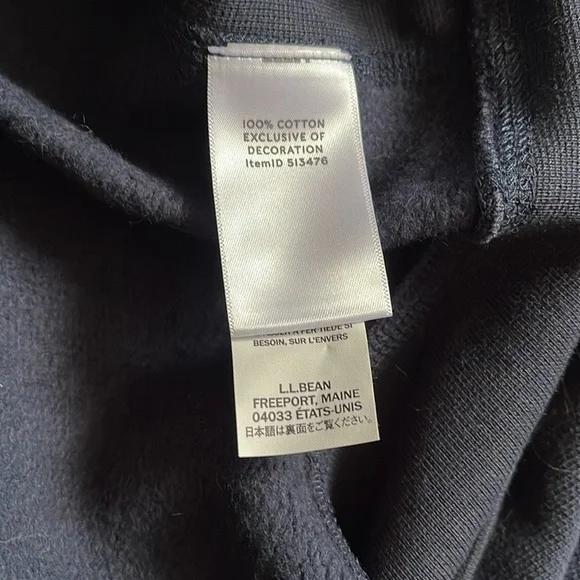 100% COTTON
EXCLUSIVE OF
DECORATION
ItemID 513476
BESOIN, SUR L'ENVERS
L.L.BEAN
FREEPORT, MAINE
04033 ÉTATS-UNIS
日本語は裏面をご覧ください。